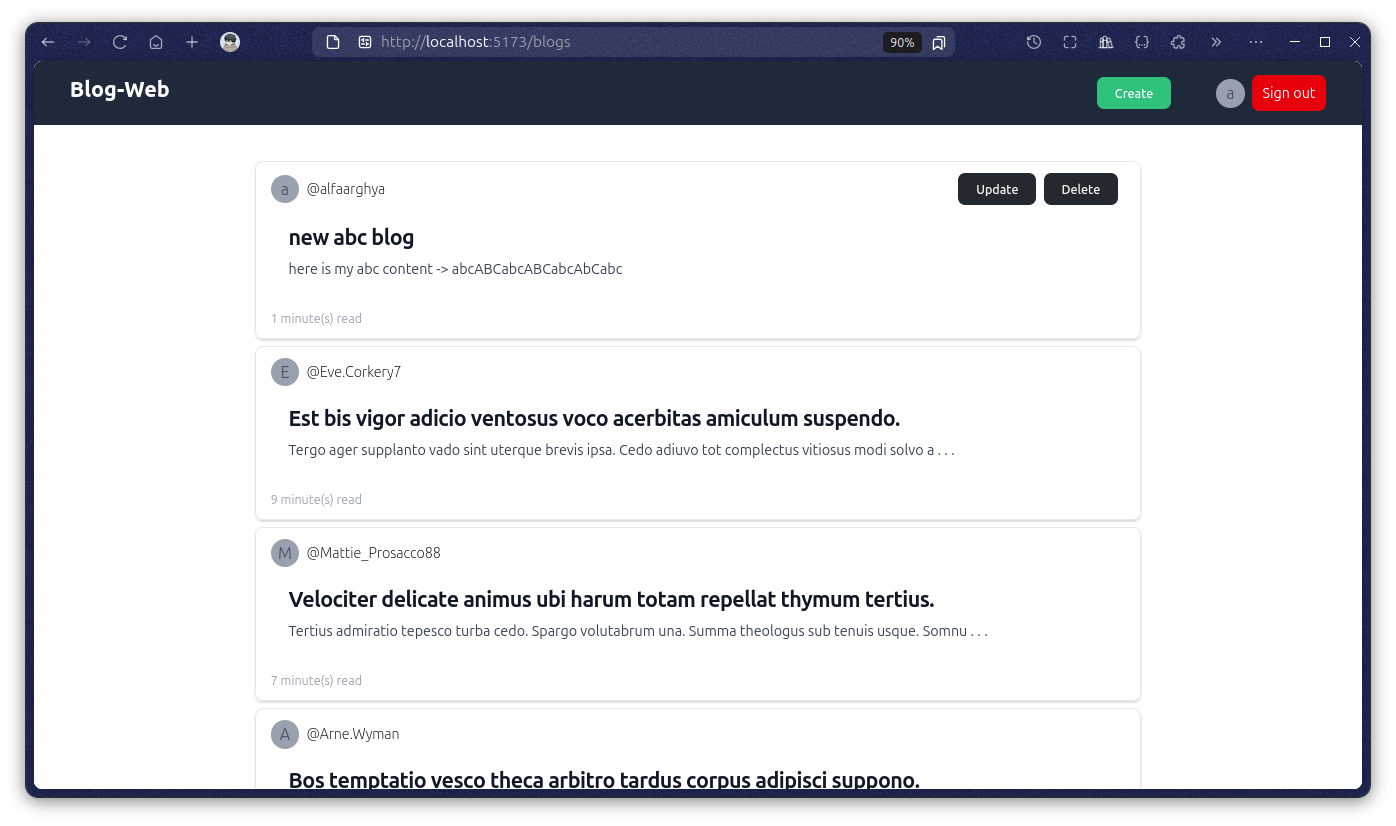 http://localhost:5173/blogs
90%
Blog-Web
Create
a
Sign out
a
@alfaarghya
Update
Delete
new abc blog
here is my abc content -> abcABCabcABCabcAbCabc
1 minute(s) read
E
@Eve.Corkery7
Est bis vigor adicio ventosus voco acerbitas amiculum suspendo.
Tergo ager supplanto vado sint uterque brevis ipsa. Cedo adiuvo tot complectus vitiosus modi solvo a . . .
9 minute(s) read
M
@Mattie_Prosacco88
Velociter delicate animus ubi harum totam repellat thymum tertius.
Tertius admiratio tepesco turba cedo. Spargo volutabrum una. Summa theologus sub tenuis usque. Somnu . . .
7 minute(s) read
A
@Arne.Wyman
Bos temptatio vesco theca arbitro tardus corpus adipisci suppono.